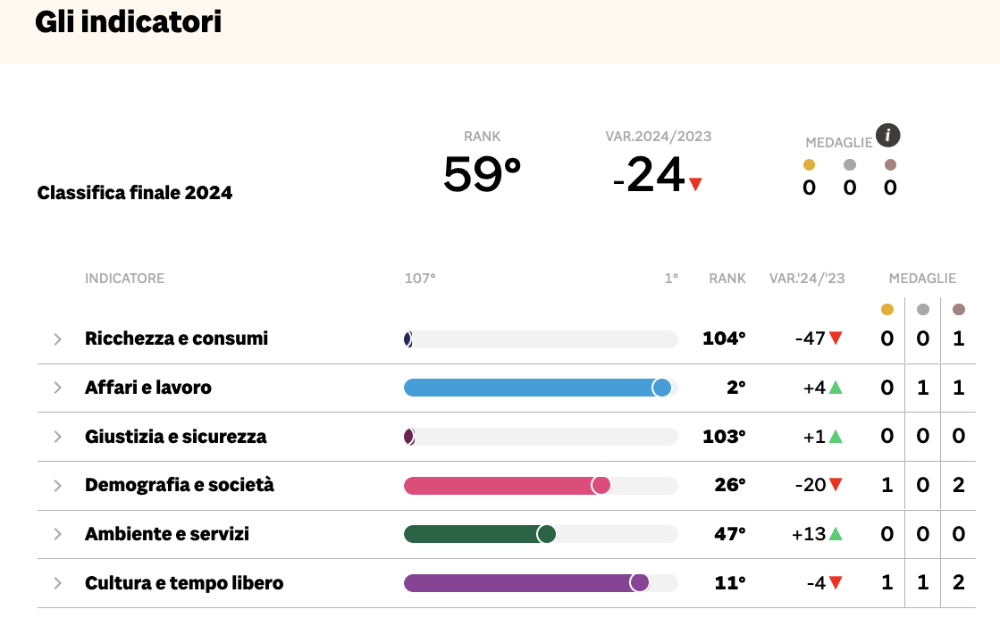 Gli indicatori
RANK VAR.2024/2023 MEDAGLIE i
Classifica finale 2024 59° -24 0 0 0
INDICATORE 107° 1° RANK VAR.'24/'23 MEDAGLIE
Ricchezza e consumi 104° -47 0 0 1
Affari e lavoro 2° +4 0 1 1
Giustizia e sicurezza 103° +1 0 0 0
Demografia e società 26° -20 1 0 2
Ambiente e servizi 47° +13 0 0 0
Cultura e tempo libero 11° -4 1 1 2